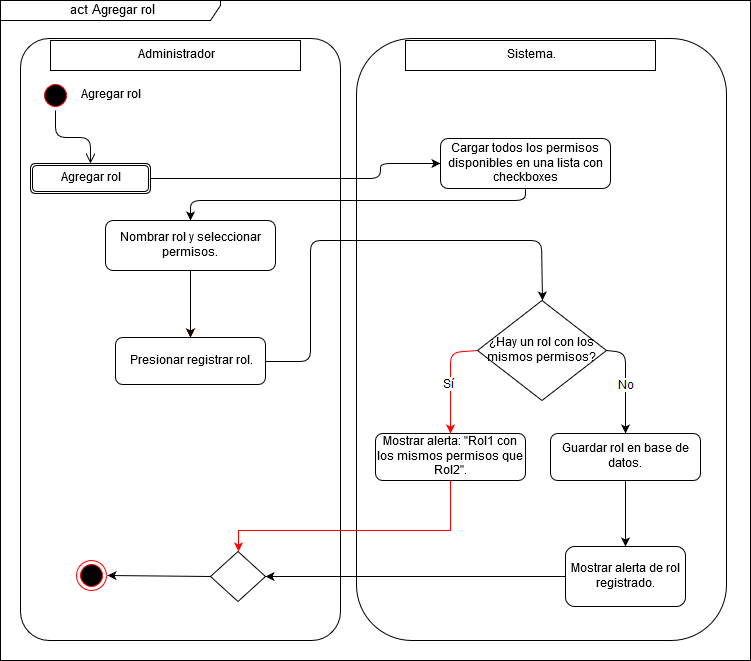 act Agregar rol
Administrador
Sistema.
Agregar rol
Agregar rol
Cargar todos los permisos
disponibles en una lista con
checkboxes
Nombrar rol y seleccionar
permisos.
Presionar registrar rol.
¿Hay un rol con los
mismos permisos?
Sí
No
Mostrar alerta: "Rol1 con
los mismos permisos que
Rol2".
Guardar rol en base de
datos.
Mostrar alerta de rol
registrado.